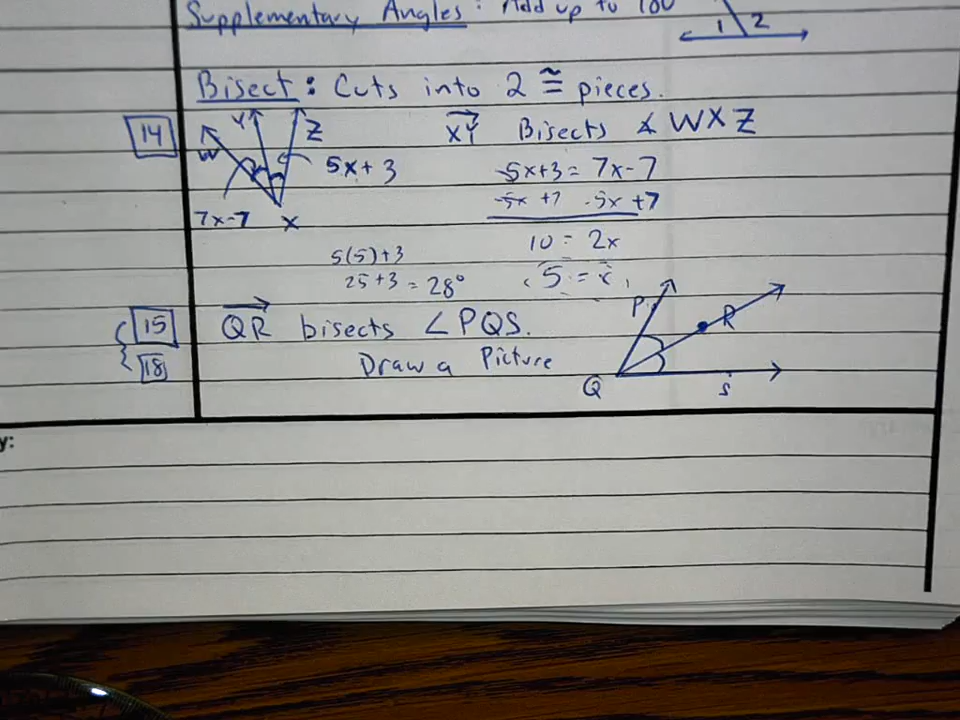 Supplementary Angles: Add up to 180
1 2
Bisect: Cuts into 2 ≅ pieces.
14
W Y Z X
5x+3
7x-7
XY Bisects ∡ WXZ
5x+3 = 7x-7
-5x +7 -5x +7
10 = 2x
5 = x
5(5)+3
25+3 = 28°
15
18
QR bisects ∠PQS.
Draw a Picture
P R
Q S
y: